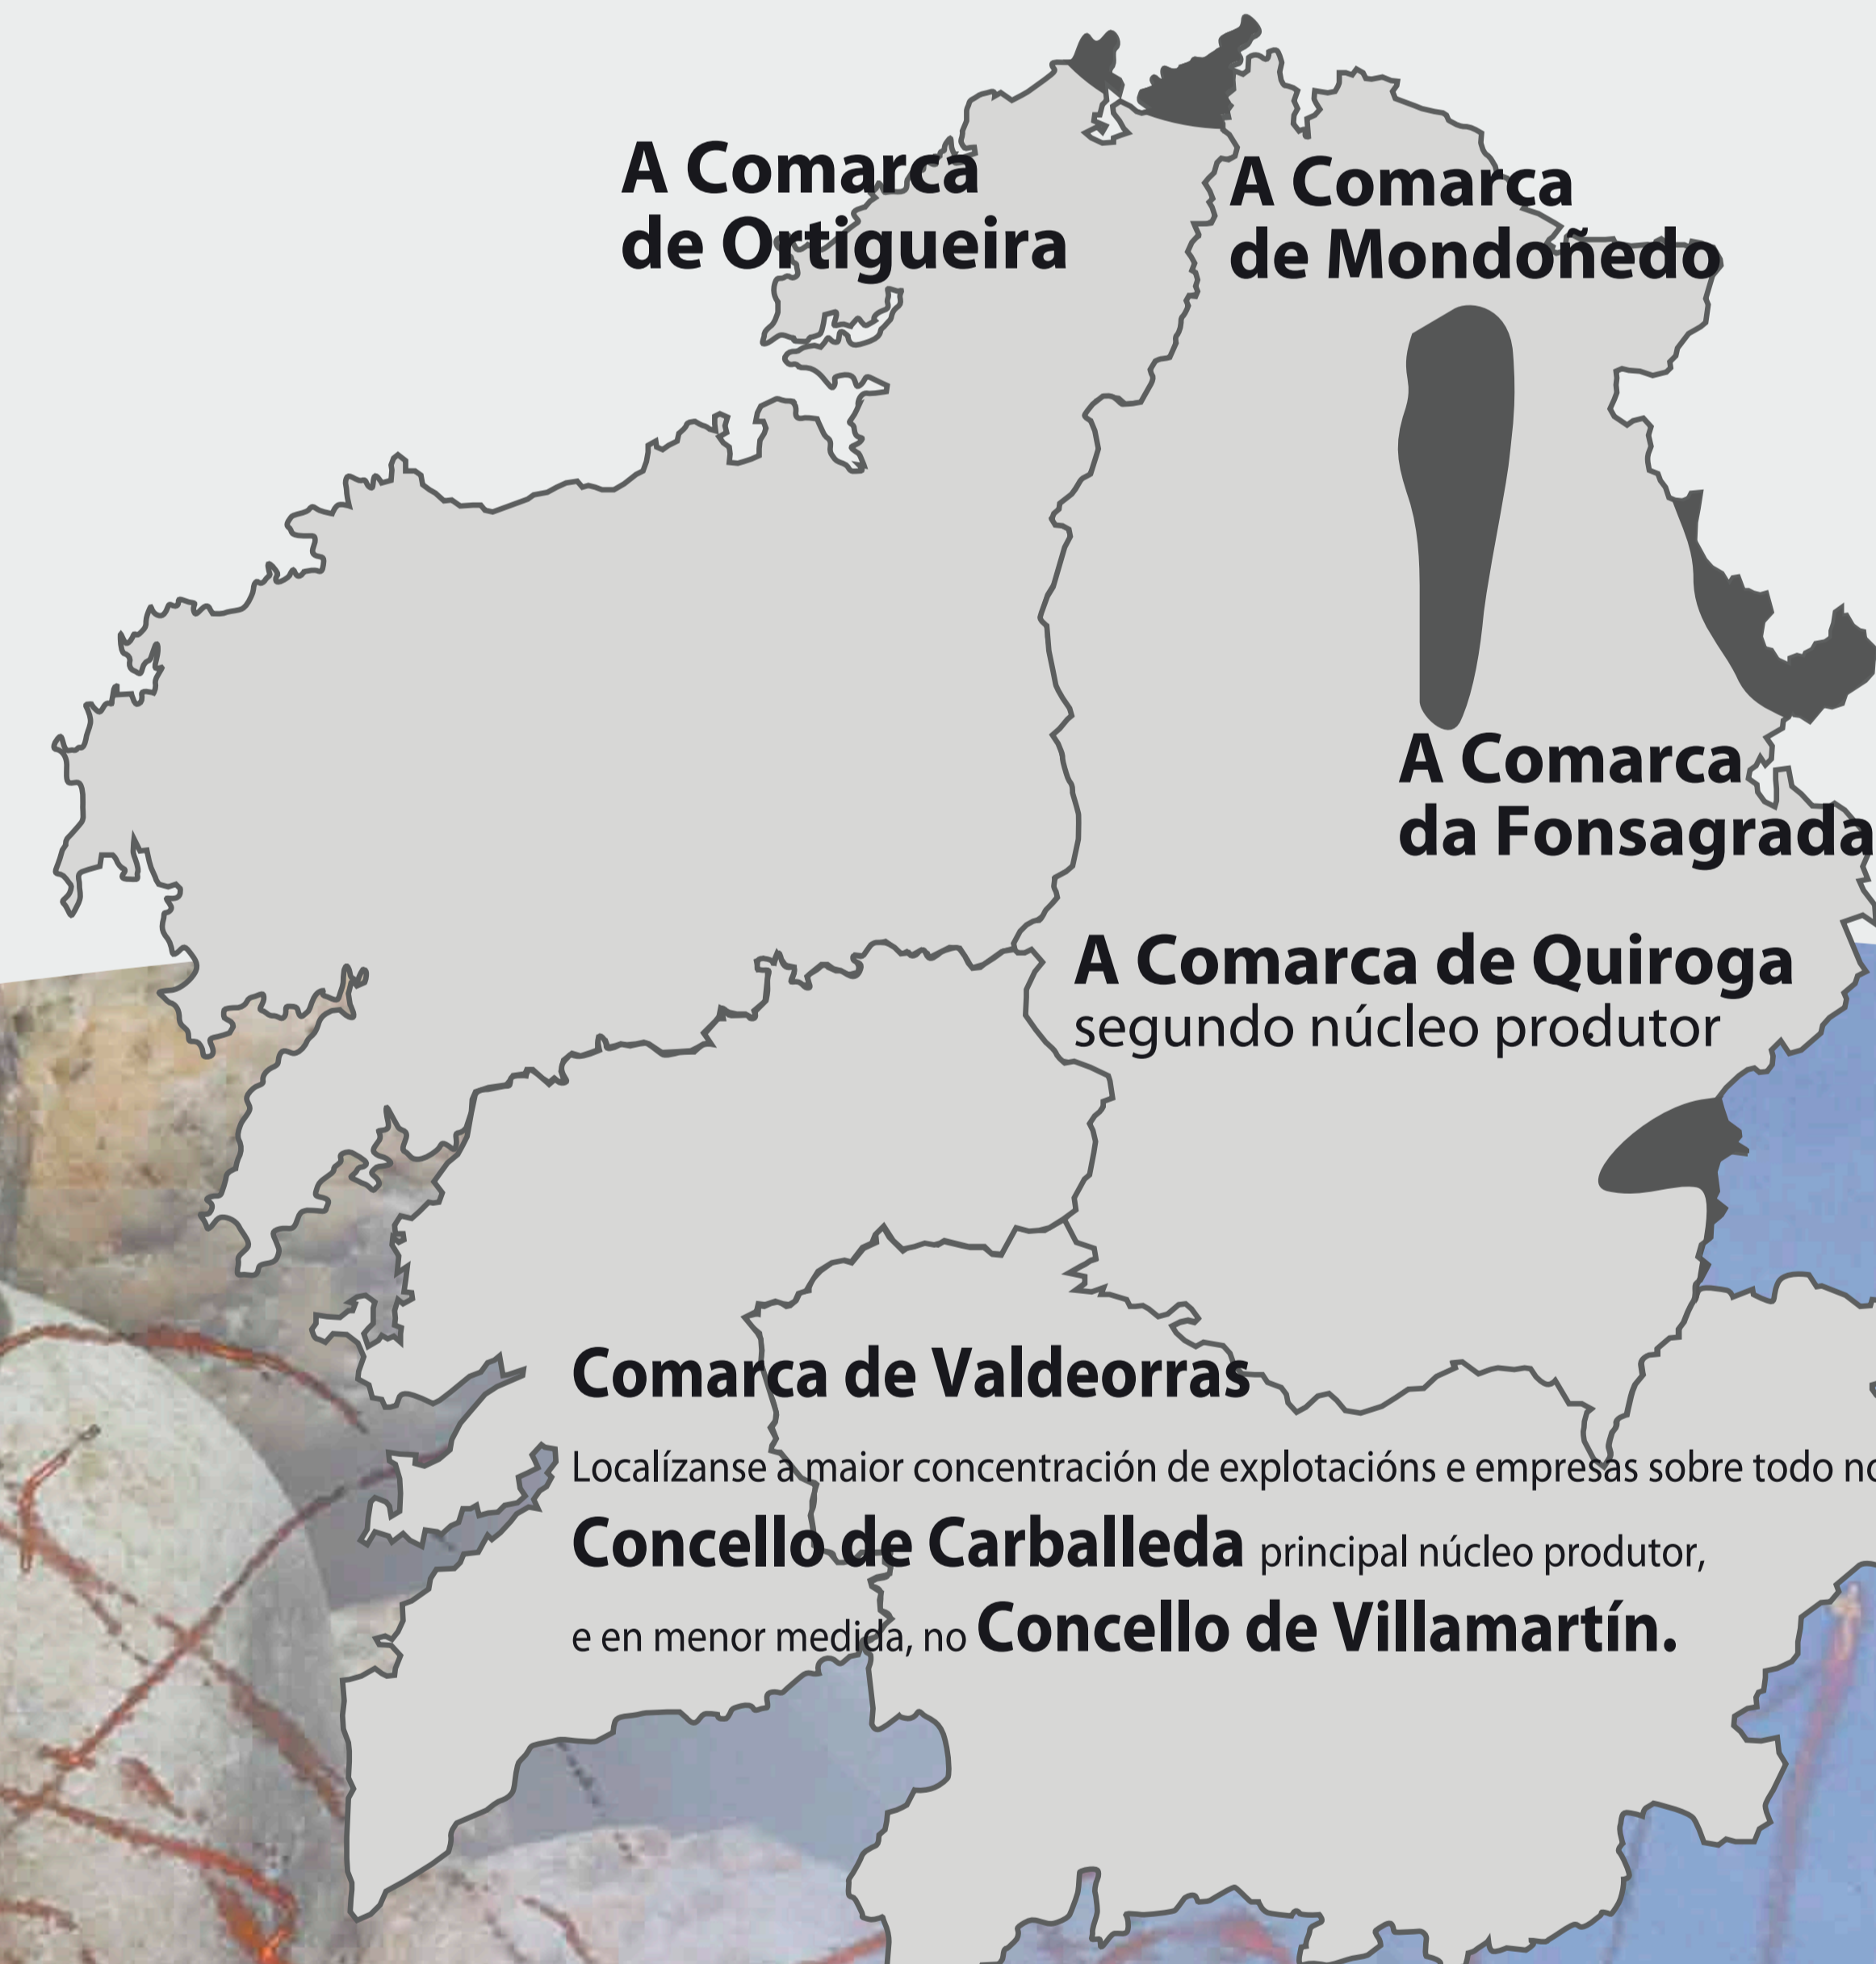 A Comarca
de Ortigueira
A Comarca
de Mondoñedo
A Comarca
da Fonsagrada
A Comarca de Quiroga
segundo núcleo produtor
Comarca de Valdeorras
Localízanse a maior concentración de explotacións e empresas sobre todo no
Concello de Carballeda principal núcleo produtor,
e en menor medida, no Concello de Villamartín.